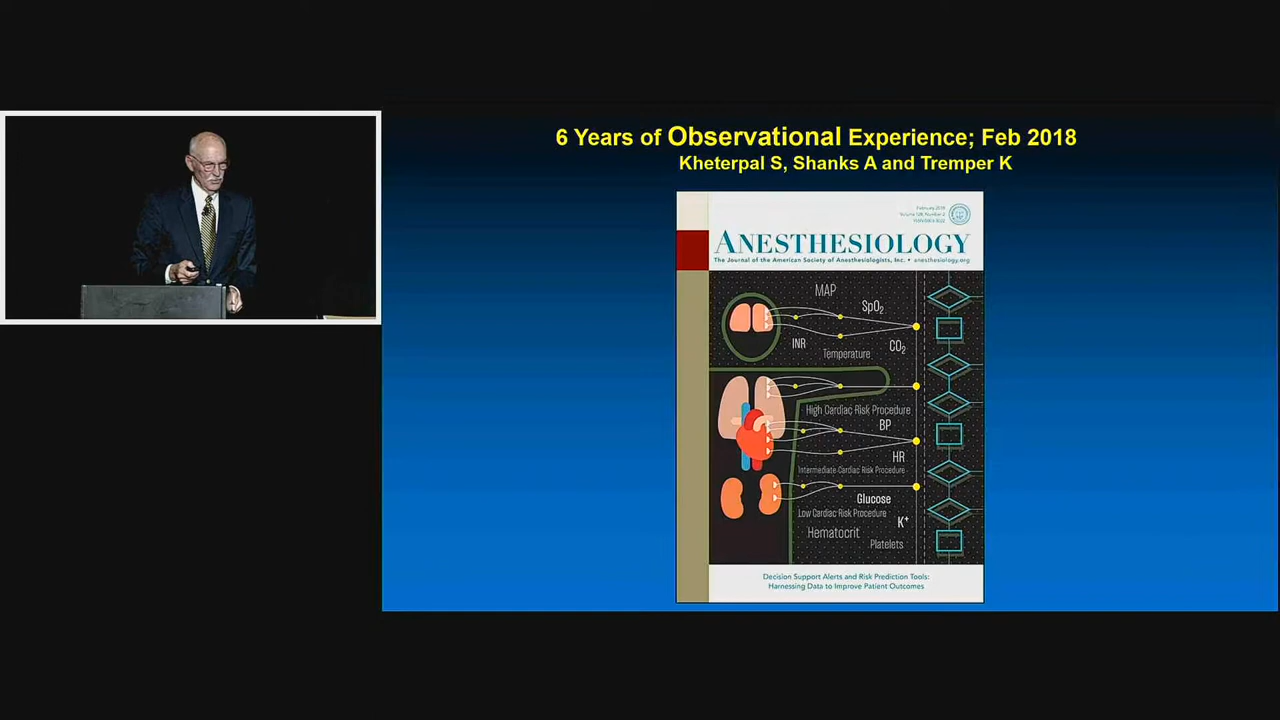 6 Years of Observational Experience; Feb 2018
Kheterpal S, Shanks A and Tremper K
February 2018
Volume 128, Number 2
ANESTHESIOLOGY
The Journal of the American Society of Anesthesiologists, Inc. • anesthesiology.org
MAP
SpO2
INR
CO2
Temperature
High Cardiac Risk Procedure
BP
HR
Intermediate Cardiac Risk Procedure
Glucose
Low Cardiac Risk Procedure
K+
Hematocrit
Platelets
Decision Support Alerts and Risk Prediction Tools:
Harnessing Data to Improve Patient Outcomes